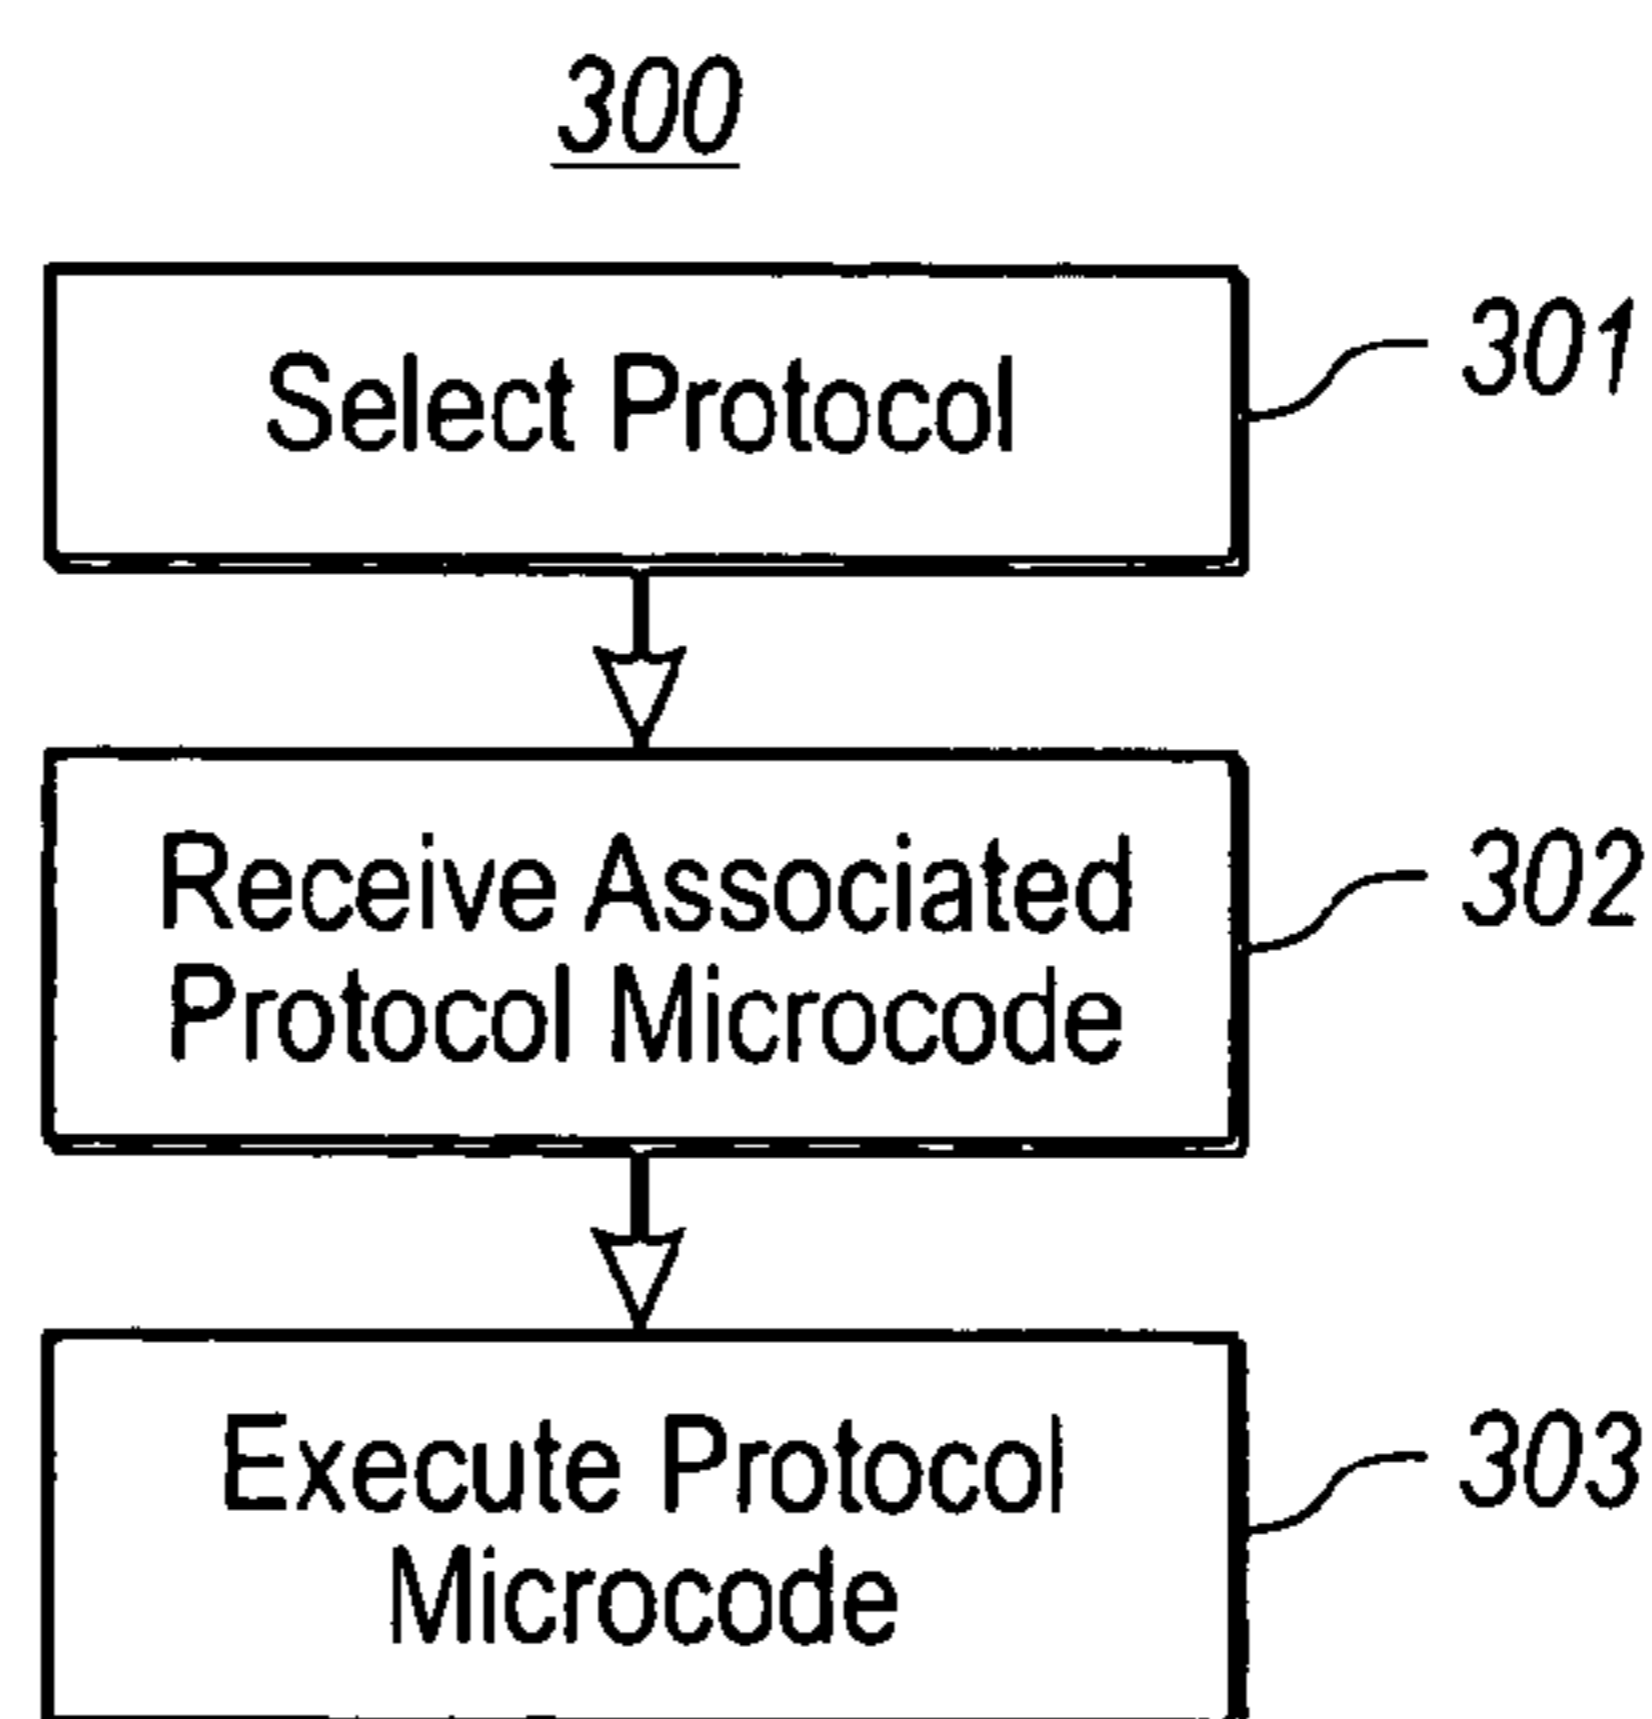 300
Select Protocol
301
Receive Associated
Protocol Microcode
302
Execute Protocol
Microcode
303